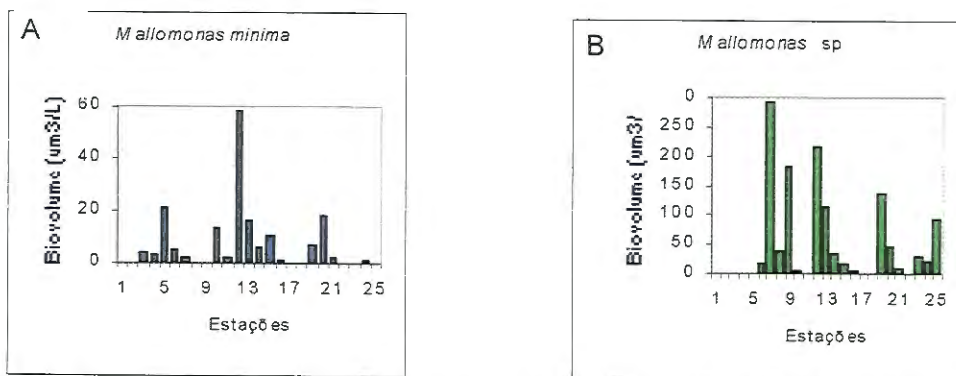 A
Mallomonas minima
Biovolume (um3/L)
60
40
20
0
1 5 9 13 17 21 25
Estações
B
Mallomonas sp
Biovolume (um3/
0
250
200
150
100
50
0
1 5 9 13 17 21 25
Estações